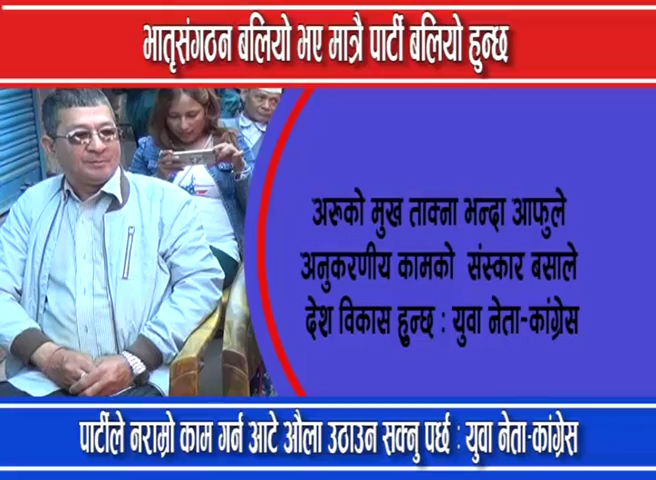 भातृसंगठन बलियो भए मात्रै पार्टी बलियो हुन्छ
अरुको मुख ताक्ना भन्दा आफुले
अनुकरणीय कामको संस्कार बसाले
देश विकास हुन्छ : युवा नेता-कांग्रेस
पार्टीले नराम्रो काम गर्न आटे औला उठाउन सक्नु पर्छ : युवा नेता-कांग्रेस